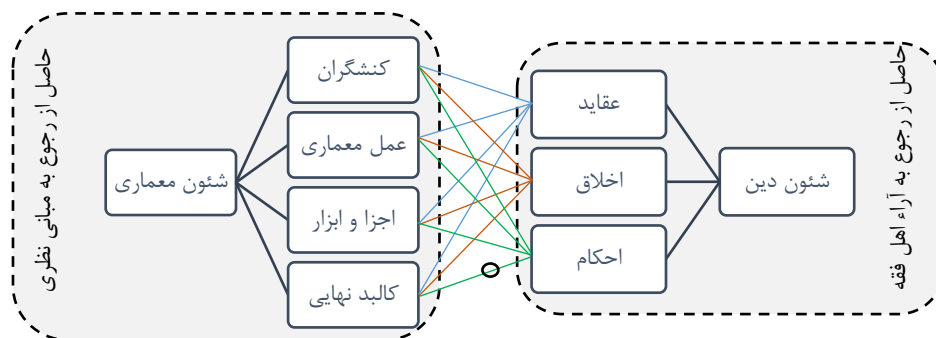 حاصل از رجوع به آراء اهل فقه
شئون دین
عقاید
اخلاق
احکام
کنشگران
عمل معماری
اجزا و ابزار
کالبد نهایی
شئون معماری
حاصل از رجوع به مبانی نظری